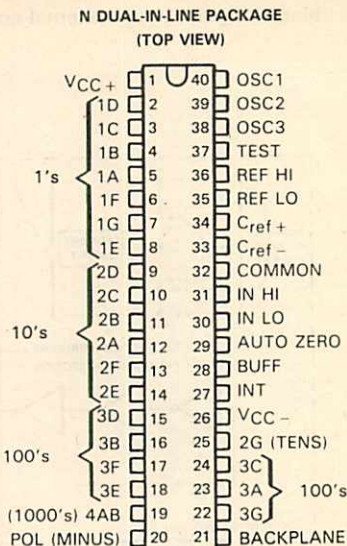 N DUAL-IN-LINE PACKAGE
(TOP VIEW)
VCC + 1 40 OSC1
1D 2 39 OSC2
1C 3 38 OSC3
1B 4 37 TEST
1's 1A 5 36 REF HI
1F 6 35 REF LO
1G 7 34 Cref +
1E 8 33 Cref −
2D 9 32 COMMON
2C 10 31 IN HI
10's 2B 11 30 IN LO
2A 12 29 AUTO ZERO
2F 13 28 BUFF
2E 14 27 INT
3D 15 26 VCC −
100's 3B 16 25 2G (TENS)
3F 17 24 3C
3E 18 23 3A 100's
(1000's) 4AB 19 22 3G
POL (MINUS) 20 21 BACKPLANE